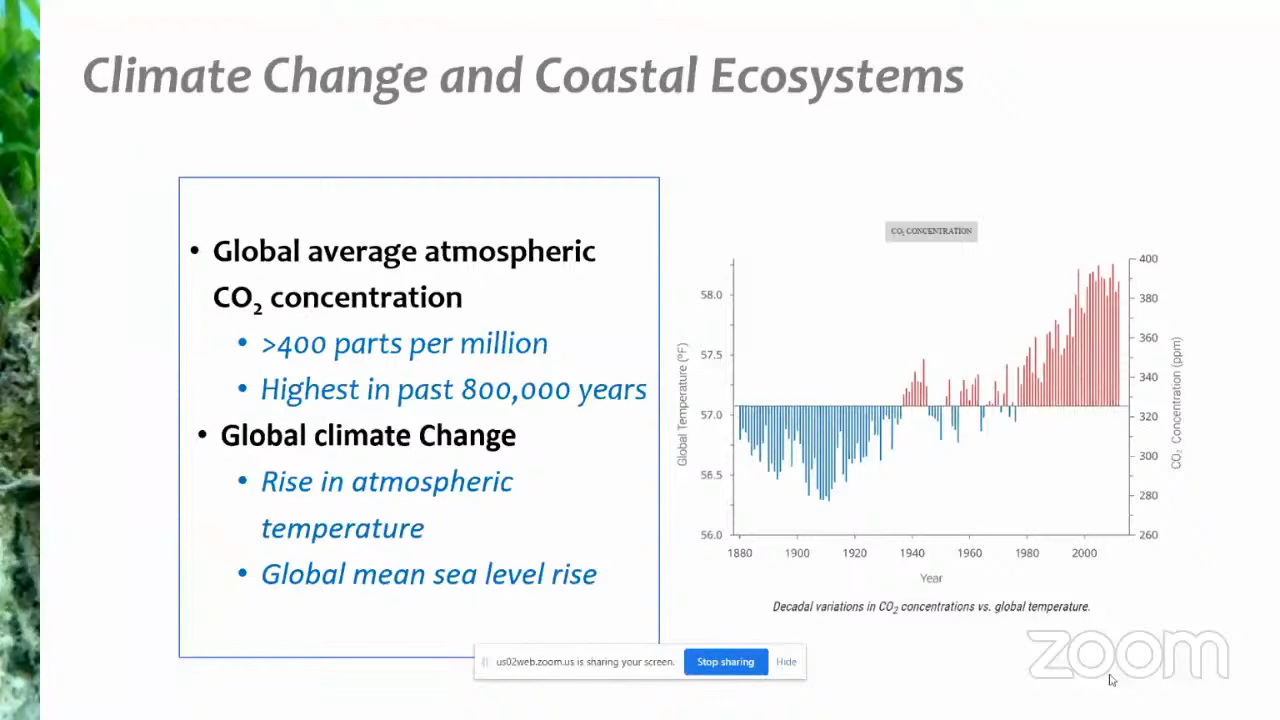 Climate Change and Coastal Ecosystems
• Global average atmospheric
CO₂ concentration
• >400 parts per million
• Highest in past 800,000 years
• Global climate Change
• Rise in atmospheric
temperature
• Global mean sea level rise
CO₂ CONCENTRATION
Global Temperature (°F)
58.0
57.5
57.0
56.5
56.0
400
380
360
340
320
300
280
260
CO₂ Concentration (ppm)
1880 1900 1920 1940 1960 1980 2000
Year
Decadal variations in CO₂ concentrations vs. global temperature.
zoom
us02web.zoom.us is sharing your screen. Stop sharing Hide